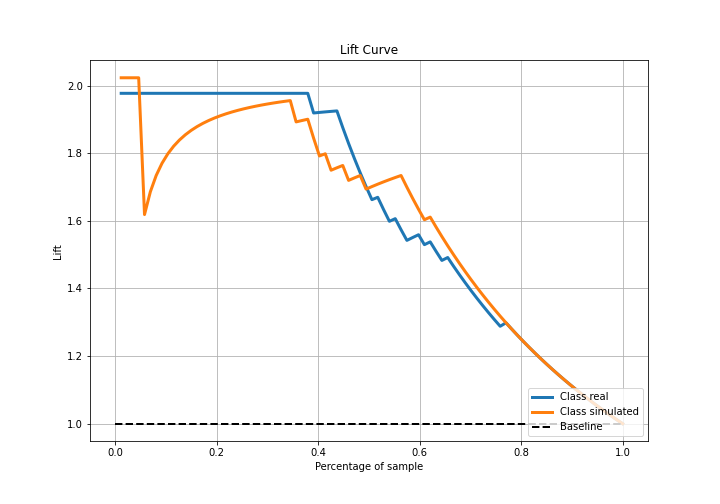 Lift Curve
2.0
1.8
1.6
1.4
1.2
1.0
Lift
0.0 0.2 0.4 0.6 0.8 1.0
Percentage of sample
Class real
Class simulated
Baseline